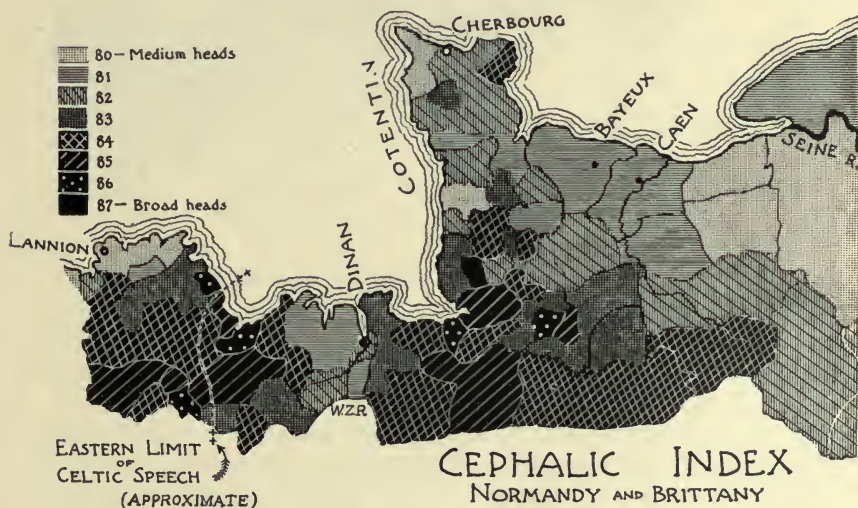 CHERBOURG
80 — Medium heads
81
82
83
84
85
86
87 — Broad heads
COTENTIN
BAYEUX
CAEN
SEINE R
LANNION
DINAN
W.Z.R.
EASTERN LIMIT
OF
CELTIC SPEECH
(APPROXIMATE)
CEPHALIC INDEX
NORMANDY AND BRITTANY